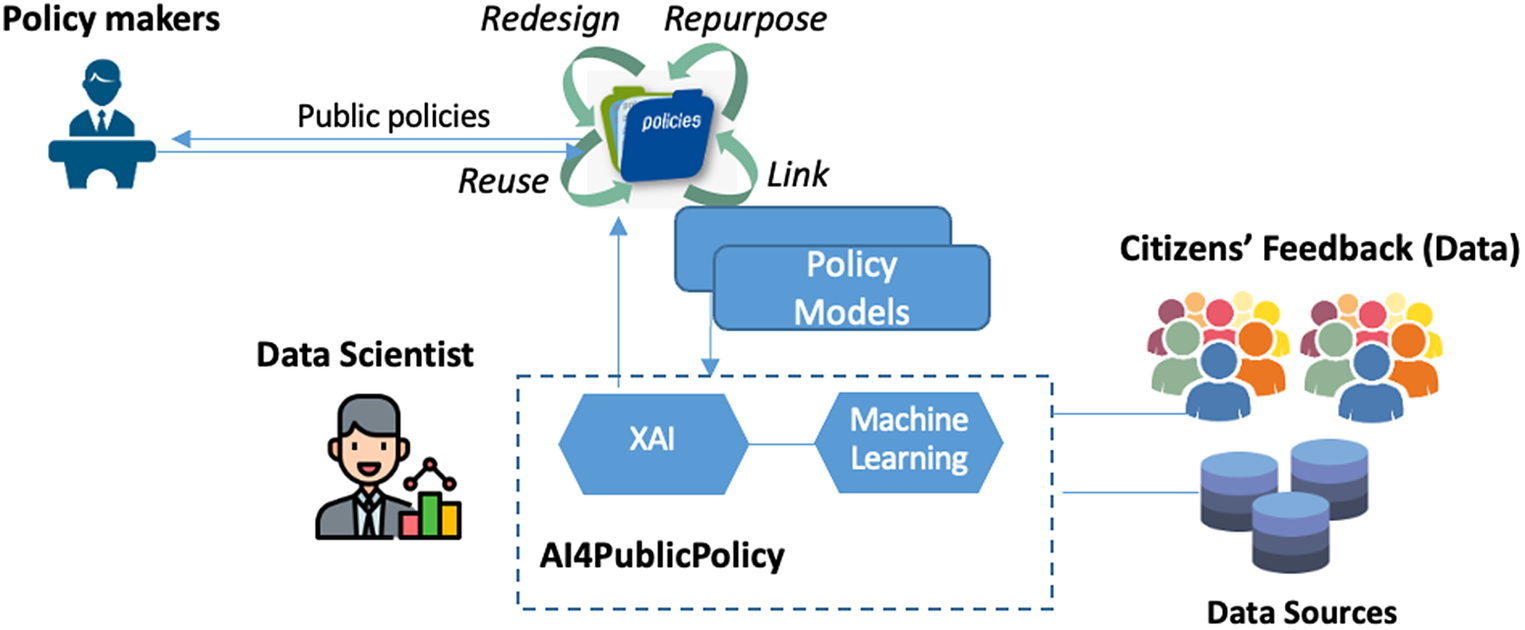 Policy makers
Redesign
Repurpose
Public policies
policies
Reuse
Link
Policy
Models
Citizens’ Feedback (Data)
Data Scientist
XAI
Machine
Learning
AI4PublicPolicy
Data Sources